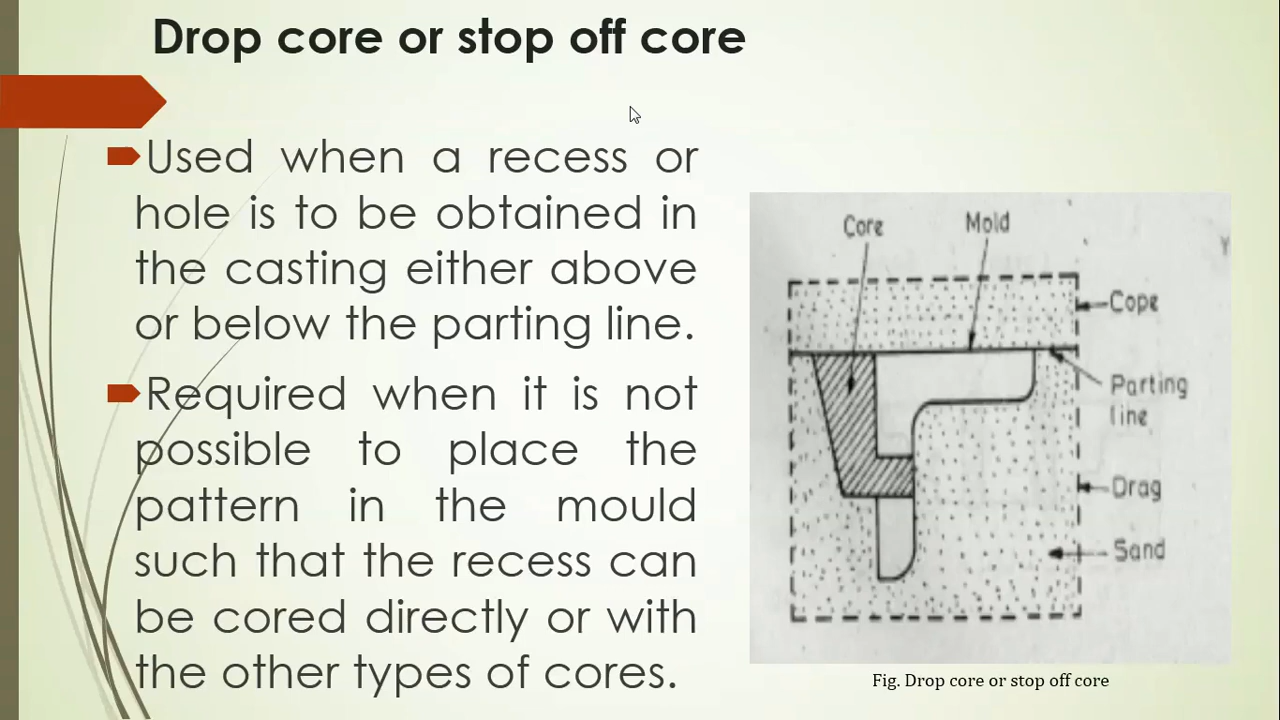 Drop core or stop off core
Used when a recess or
hole is to be obtained in
the casting either above
or below the parting line.
Required when it is not
possible to place the
pattern in the mould
such that the recess can
be cored directly or with
the other types of cores.
Core
Mold
Cope
Parting
line
Drag
Sand
Fig. Drop core or stop off core